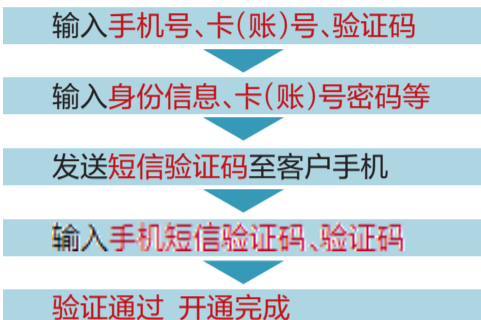 输入手机号、卡(账)号、验证码
输入身份信息、卡(账)号密码等
发送短信验证码至客户手机
输入手机短信验证码、验证码
验证通过 开通完成